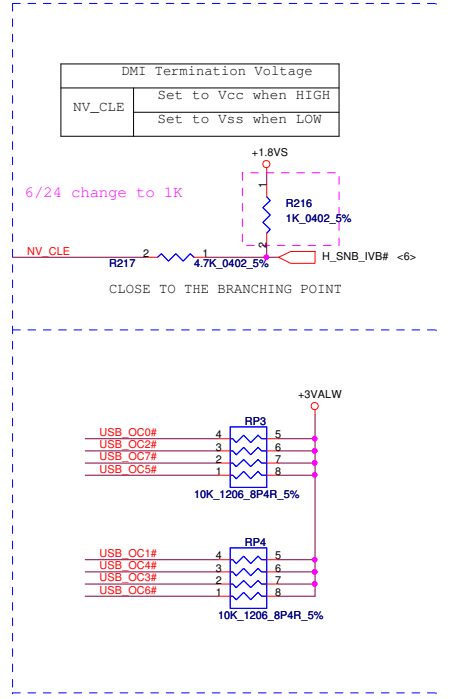 DMI Termination Voltage
NV_CLE
Set to Vcc when HIGH
Set to Vss when LOW
+1.8VS
6/24 change to 1K
1
R216
1K_0402_5%
2
NV_CLE
R217
2
1
4.7K_0402_5%
H_SNB_IVB# <6>
CLOSE TO THE BRANCHING POINT
+3VALW
RP3
USB_OC0# 4 5
USB_OC2# 3 6
USB_OC7# 2 7
USB_OC5# 1 8
10K_1206_8P4R_5%
RP4
USB_OC1# 4 5
USB_OC4# 3 6
USB_OC3# 2 7
USB_OC6# 1 8
10K_1206_8P4R_5%